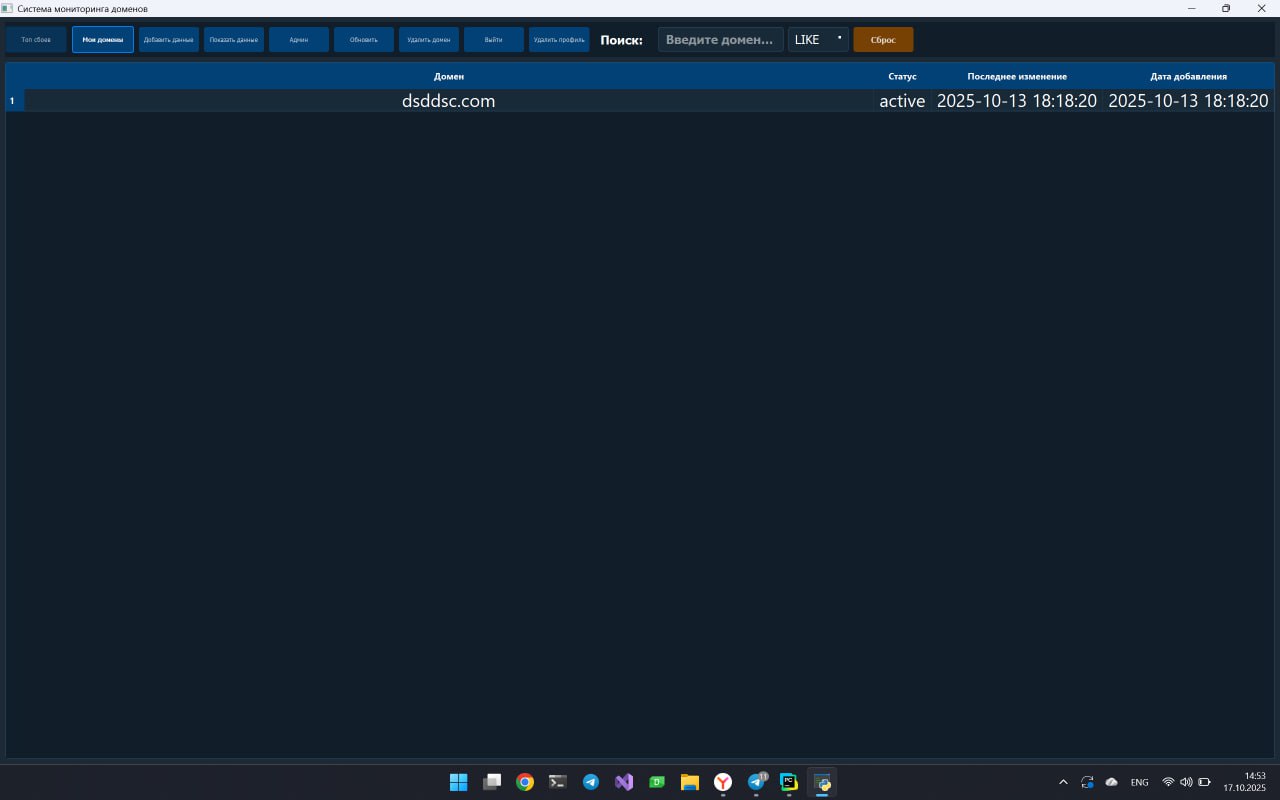 Система мониторинга доменов
Топ сбоев Мои домены Добавить данные Показать данные Админ Обновить Удалить домен Выйти Удалить профиль Поиск: Введите домен... LIKE Сброс
Домен Статус Последнее изменение Дата добавления
1 dsddsc.com active 2025-10-13 18:18:20 2025-10-13 18:18:20
11 PC ENG 14:53
17.10.2025